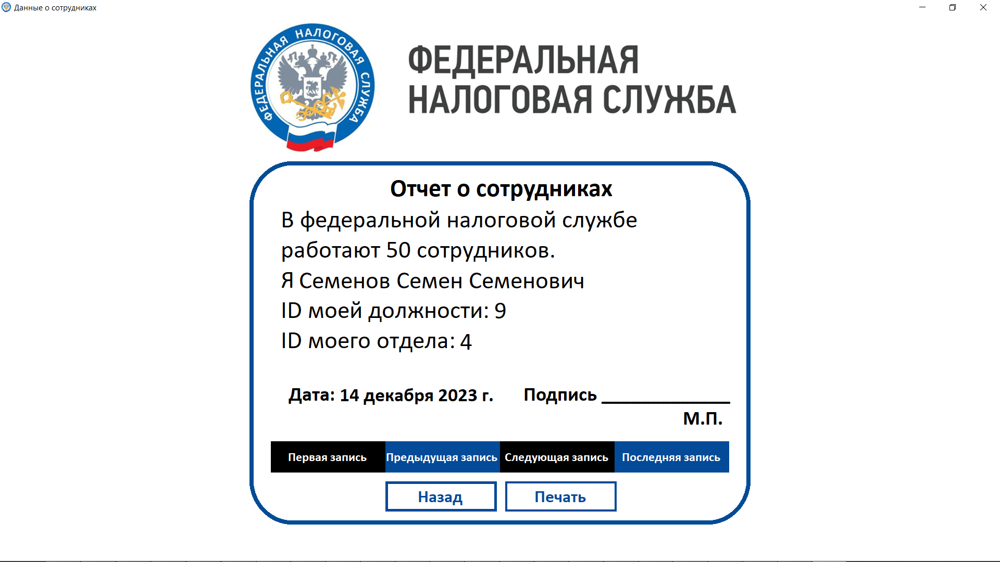 Данные о сотрудниках
ФЕДЕРАЛЬНАЯ НАЛОГОВАЯ СЛУЖБА
ФЕДЕРАЛЬНАЯ
НАЛОГОВАЯ СЛУЖБА
Отчет о сотрудниках
В федеральной налоговой службе
работают 50 сотрудников.
Я Семенов Семен Семенович
ID моей должности: 9
ID моего отдела: 4
Дата: 14 декабря 2023 г. Подпись _____________
М.П.
Первая запись Предыдущая запись Следующая запись Последняя запись
Назад Печать